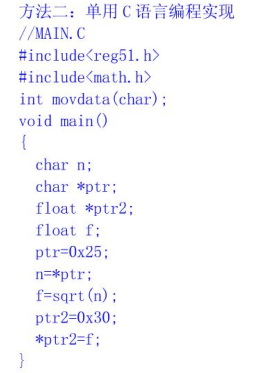 方法二：单用 C 语言编程实现
//MAIN.C
#include<reg51.h>
#include<math.h>
int movdata(char);
void main()
{
  char n;
  char *ptr;
  float *ptr2;
  float f;
  ptr=0x25;
  n=*ptr;
  f=sqrt(n);
  ptr2=0x30;
  *ptr2=f;
}